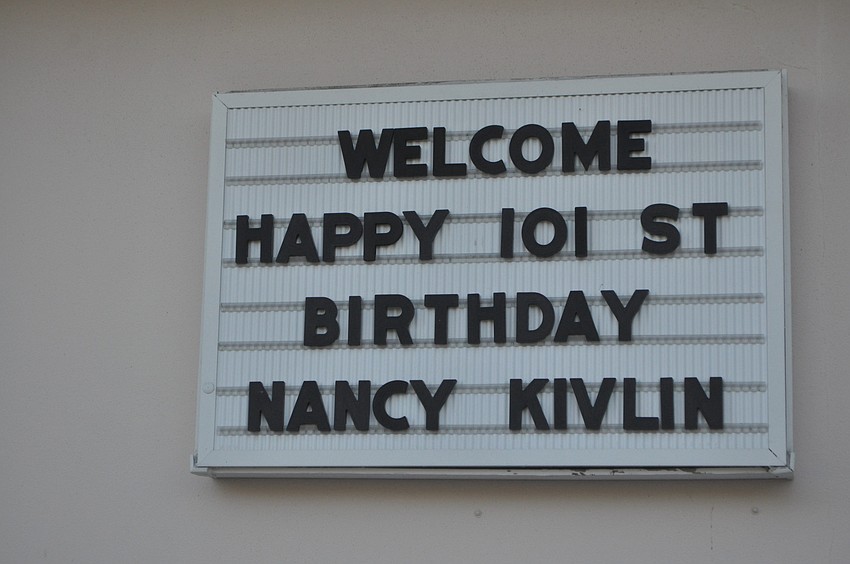 WELCOME
HAPPY 101 ST
BIRTHDAY
NANCY KIVLIN